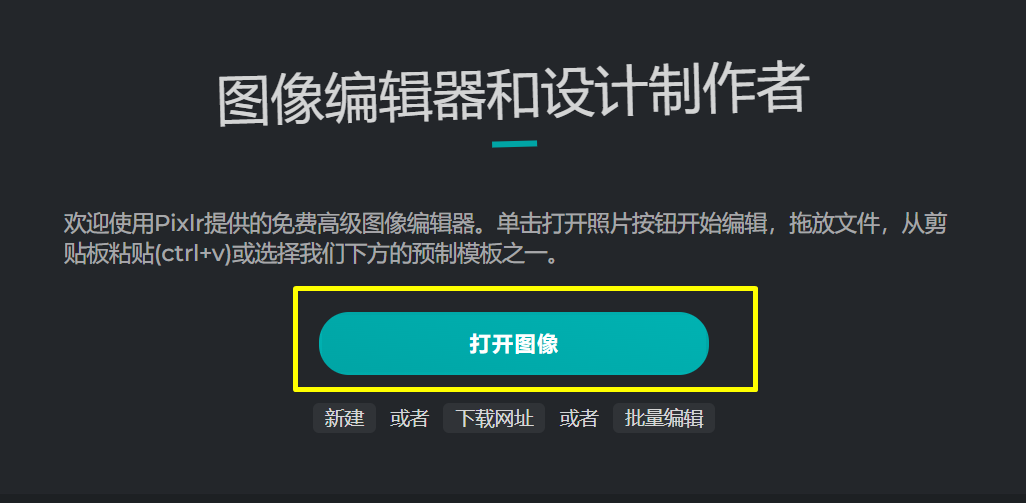 图像编辑器和设计制作者
欢迎使用Pixlr提供的免费高级图像编辑器。单击打开照片按钮开始编辑，拖放文件，从剪
贴板粘贴(ctrl+v)或选择我们下方的预制模板之一。
打开图像
新建 或者 下载网址 或者 批量编辑